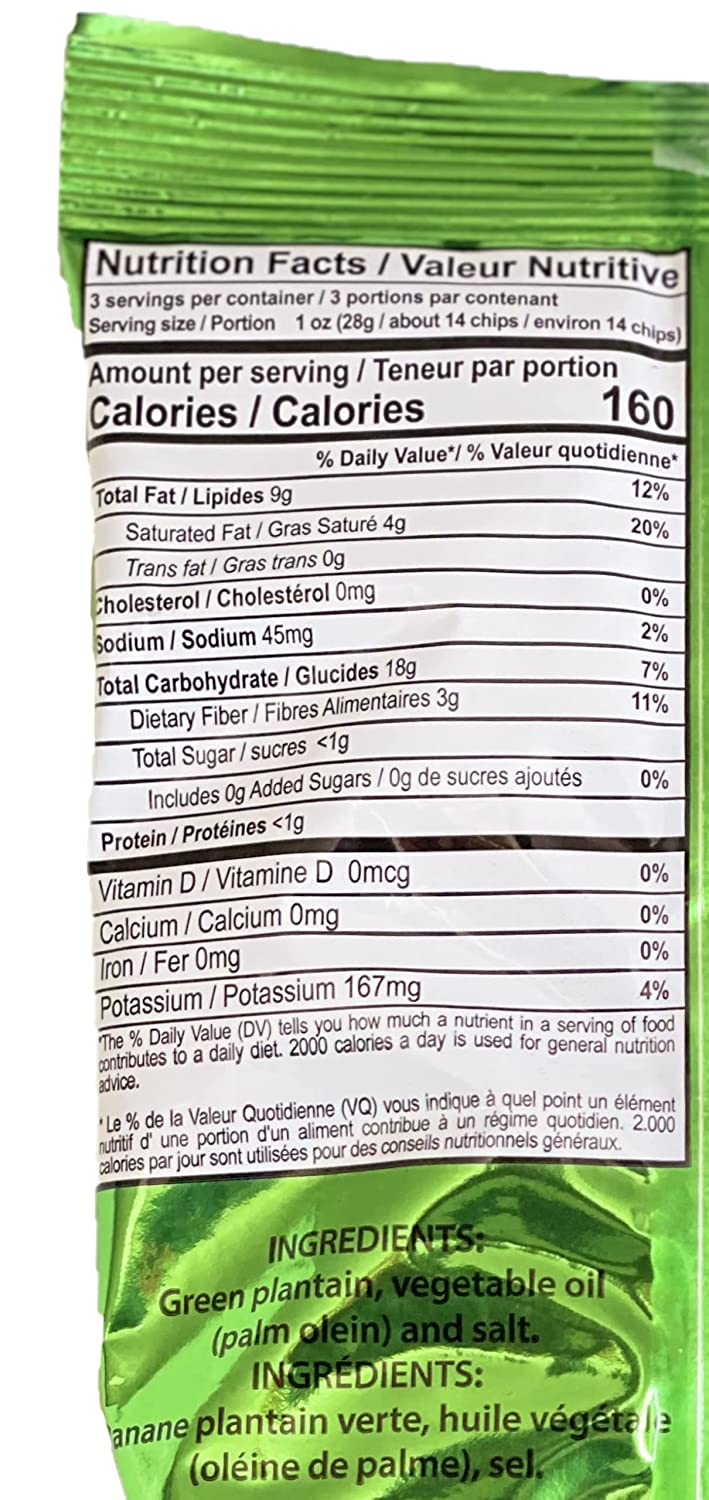 Nutrition Facts / Valeur Nutritive
3 servings per container / 3 portions par contenant
Serving size / Portion 1 oz (28g / about 14 chips / environ 14 chips)
Amount per serving / Teneur par portion
Calories / Calories 160
% Daily Value*/ % Valeur quotidienne*
Total Fat / Lipides 9g 12%
Saturated Fat / Gras Saturé 4g 20%
Trans fat / Gras trans 0g
Cholesterol / Cholestérol 0mg 0%
Sodium / Sodium 45mg 2%
Total Carbohydrate / Glucides 18g 7%
Dietary Fiber / Fibres Alimentaires 3g 11%
Total Sugar / sucres <1g
Includes 0g Added Sugars / 0g de sucres ajoutés 0%
Protein / Protéines <1g
Vitamin D / Vitamine D 0mcg 0%
Calcium / Calcium 0mg 0%
Iron / Fer 0mg 0%
Potassium / Potassium 167mg 4%
*The % Daily Value (DV) tells you how much a nutrient in a serving of food
contributes to a daily diet. 2000 calories a day is used for general nutrition
advice.
* Le % de la Valeur Quotidienne (VQ) vous indique à quel point un élément
nutritif d' une portion d'un aliment contribue à un régime quotidien. 2.000
calories par jour sont utilisées pour des conseils nutritionnels généraux.
INGREDIENTS:
Green plantain, vegetable oil
(palm olein) and salt.
INGRÉDIENTS:
anane plantain verte, huile végétale
(oléine de palme), sel.